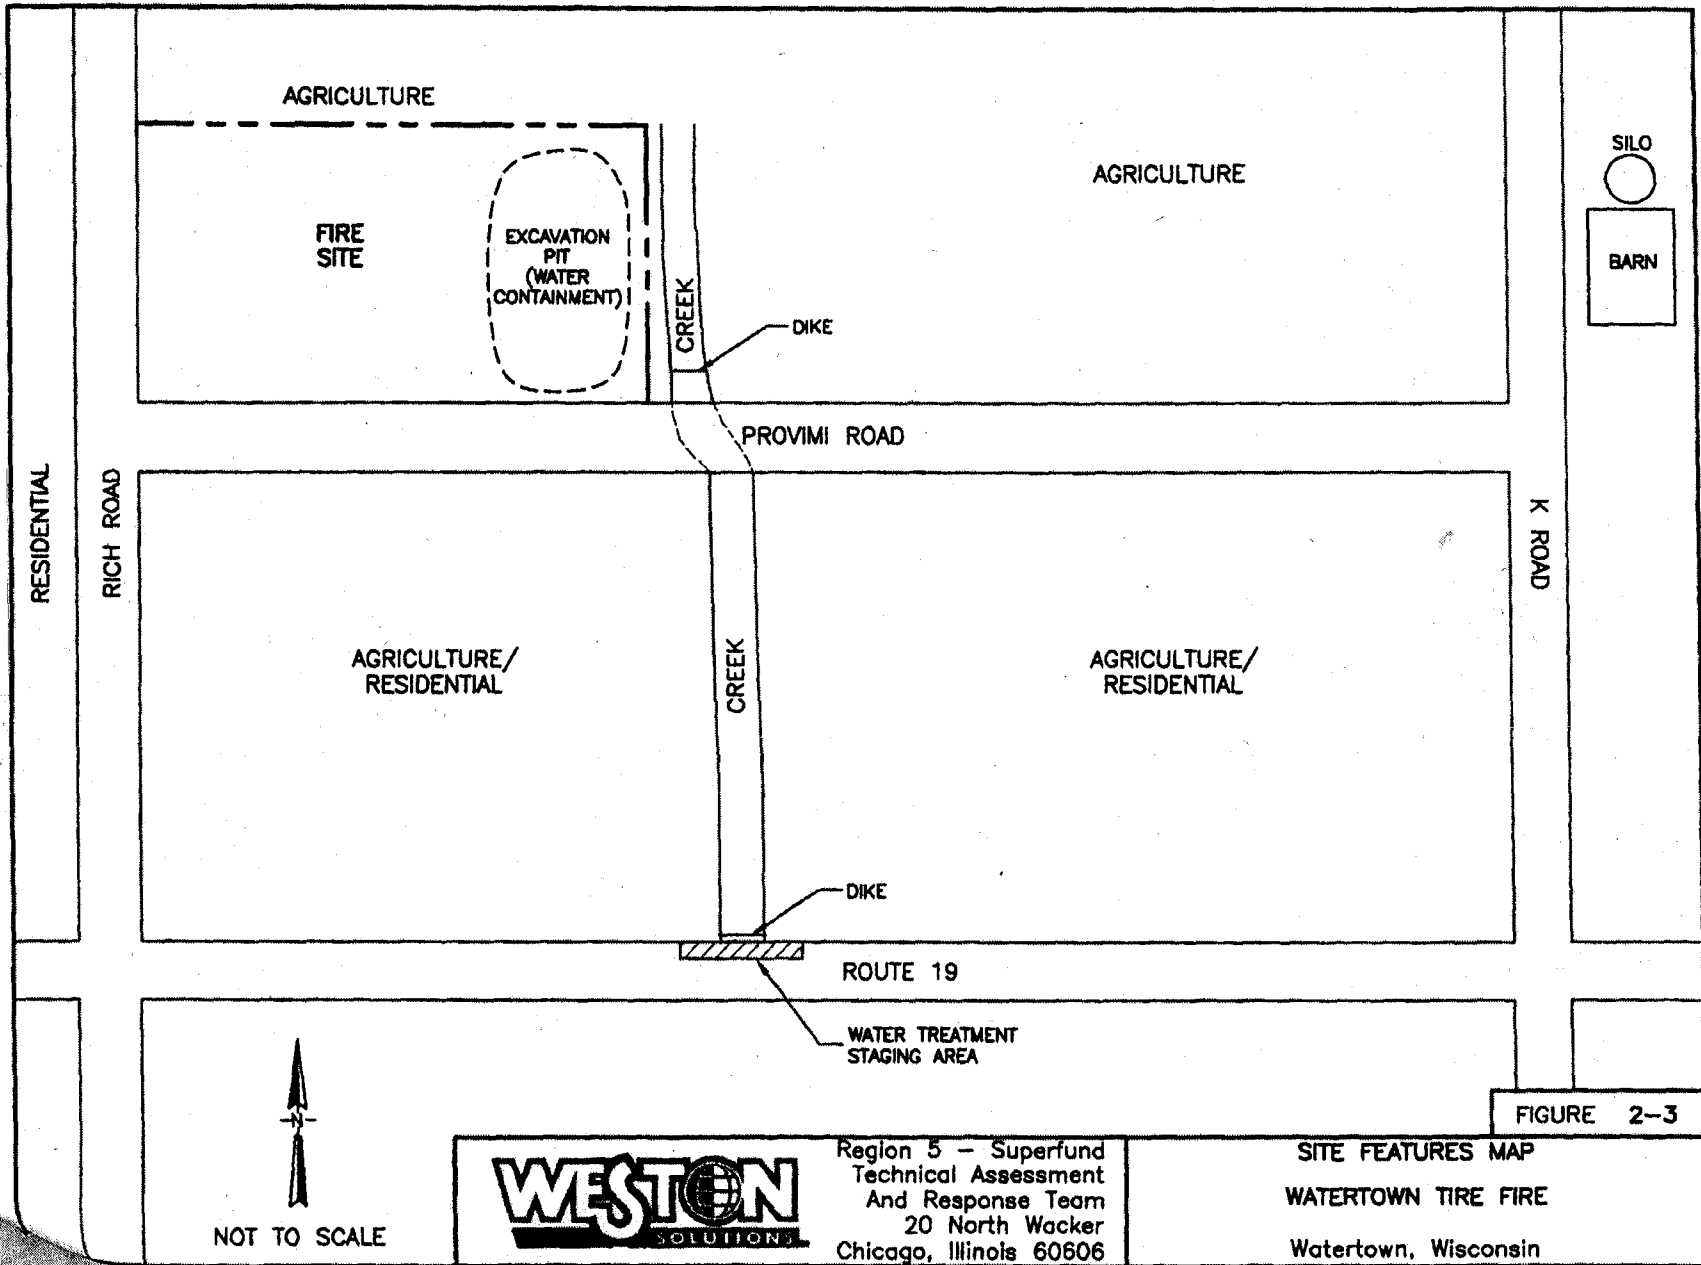 AGRICULTURE
FIRE
SITE
EXCAVATION
PIT
(WATER
CONTAINMENT)
CREEK
DIKE
AGRICULTURE
SILO
BARN
PROVIMI ROAD
RESIDENTIAL
RICH ROAD
K ROAD
AGRICULTURE/
RESIDENTIAL
CREEK
AGRICULTURE/
RESIDENTIAL
DIKE
ROUTE 19
WATER TREATMENT
STAGING AREA
N
NOT TO SCALE
WESTON
SOLUTIONS
Region 5 – Superfund
Technical Assessment
And Response Team
20 North Wacker
Chicago, Illinois 60606
FIGURE 2-3
SITE FEATURES MAP
WATERTOWN TIRE FIRE
Watertown, Wisconsin